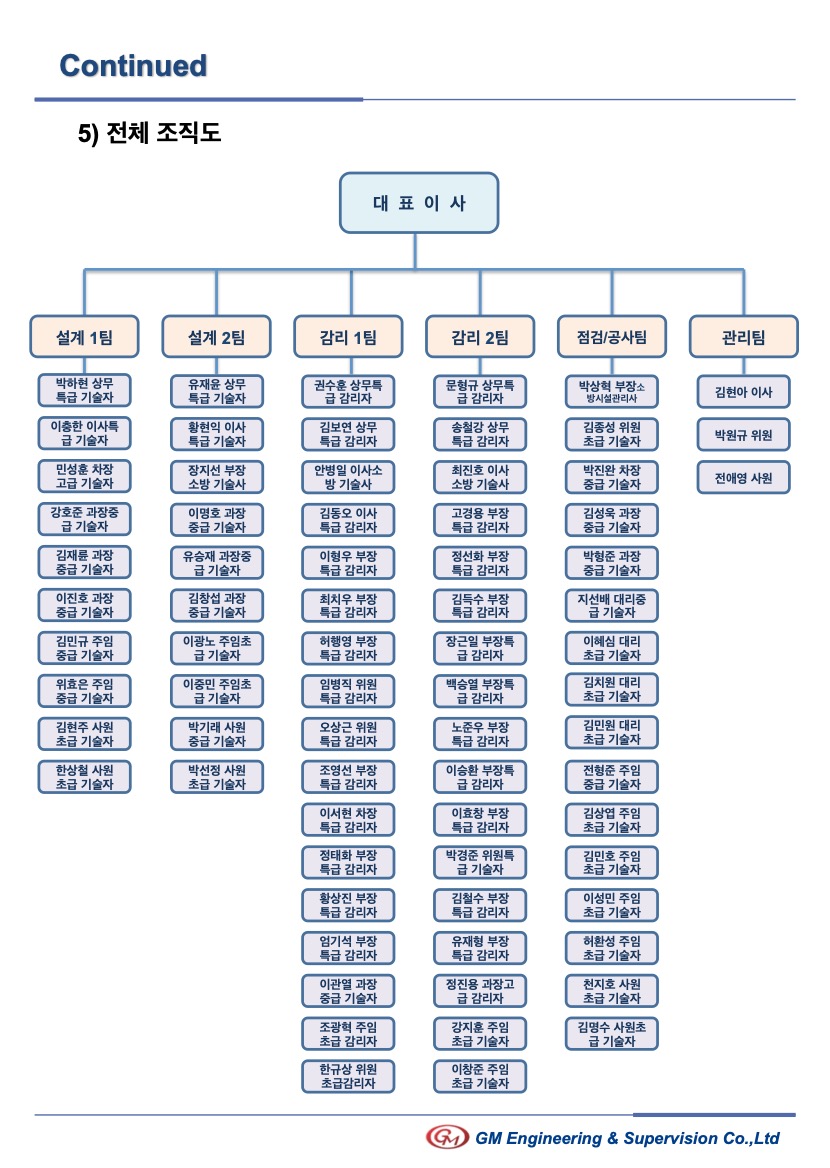 Continued
5) 전체 조직도
대 표 이 사
설계 1팀
설계 2팀
감리 1팀
감리 2팀
점검/공사팀
관리팀
박하현 상무
특급 기술자
이충한 이사특
급 기술자
민성훈 차장
고급 기술자
강호준 과장중
급 기술자
김재륜 과장
중급 기술자
이진호 과장
중급 기술자
김민규 주임
중급 기술자
위효은 주임
중급 기술자
김현주 사원
초급 기술자
한상철 사원
초급 기술자
유재윤 상무
특급 기술자
황현익 이사
특급 기술자
장지선 부장
소방 기술사
이명호 과장
중급 기술자
유승재 과장중
급 기술자
김창섭 과장
중급 기술자
이광노 주임초
급 기술자
이중민 주임초
급 기술자
박기래 사원
중급 기술자
박선정 사원
초급 기술자
권수훈 상무특
급 감리자
김보연 상무
특급 감리자
안병일 이사소
방 기술사
김동오 이사
특급 감리자
이형우 부장
특급 감리자
최치우 부장
특급 감리자
허행영 부장
특급 감리자
임병직 위원
특급 감리자
오상근 위원
특급 감리자
조영선 부장
특급 감리자
이서현 차장
특급 감리자
정태화 부장
특급 감리자
황상진 부장
특급 감리자
엄기석 부장
특급 감리자
이관열 과장
중급 기술자
조광혁 주임
초급 감리자
한규상 위원
초급감리자
문형규 상무특
급 감리자
송철강 상무
특급 감리자
최진호 이사
소방 기술사
고경용 부장
특급 감리자
정선화 부장
특급 감리자
김득수 부장
특급 감리자
장근일 부장특
급 감리자
백승열 부장특
급 감리자
노준우 부장
특급 감리자
이승환 부장특
급 감리자
이효창 부장
특급 감리자
박경준 위원특
급 기술자
김철수 부장
특급 감리자
유재형 부장
특급 감리자
정진용 과장고
급 감리자
강지훈 주임
초급 기술자
이창준 주임
초급 기술자
박상혁 부장소
방시설관리사
김종성 위원
초급 기술자
박진완 차장
중급 기술자
김성욱 과장
중급 기술자
박형준 과장
중급 기술자
지선배 대리중
급 기술자
이혜심 대리
초급 기술자
김치원 대리
초급 기술자
김민원 대리
초급 기술자
전형준 주임
중급 기술자
김상엽 주임
초급 기술자
김민호 주임
초급 기술자
이성민 주임
초급 기술자
허환성 주임
초급 기술자
천지호 사원
초급 기술자
김명수 사원초
급 기술자
김현아 이사
박원규 위원
전애영 사원
GM GM Engineering & Supervision Co.,Ltd